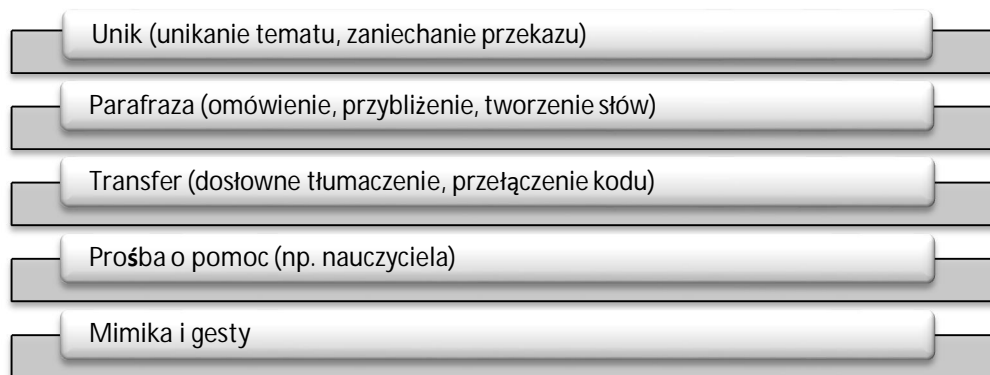 Unik (unikanie tematu, zaniechanie przekazu)
Parafraza (omówienie, przybliżenie, tworzenie słów)
Transfer (dosłowne tłumaczenie, przełączenie kodu)
Prośba o pomoc (np. nauczyciela)
Mimika i gesty